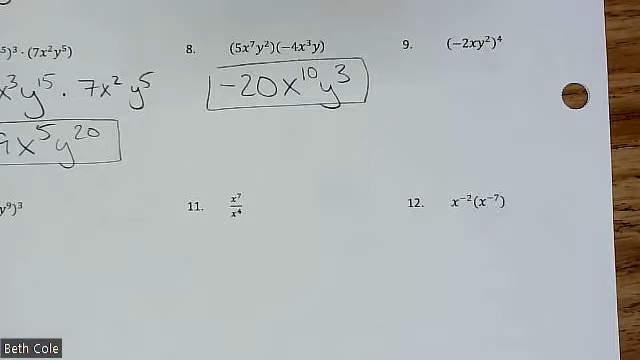 ⁵)³ · (7x²y⁵)
8. (5x⁷y²)(−4x³y)
9. (−2xy²)⁴
x³y¹⁵ · 7x²y⁵
−20x¹⁰y³
x⁵y²⁰
y⁹)³
11. x⁷/x⁴
12. x⁻²(x⁻⁷)
Beth Cole